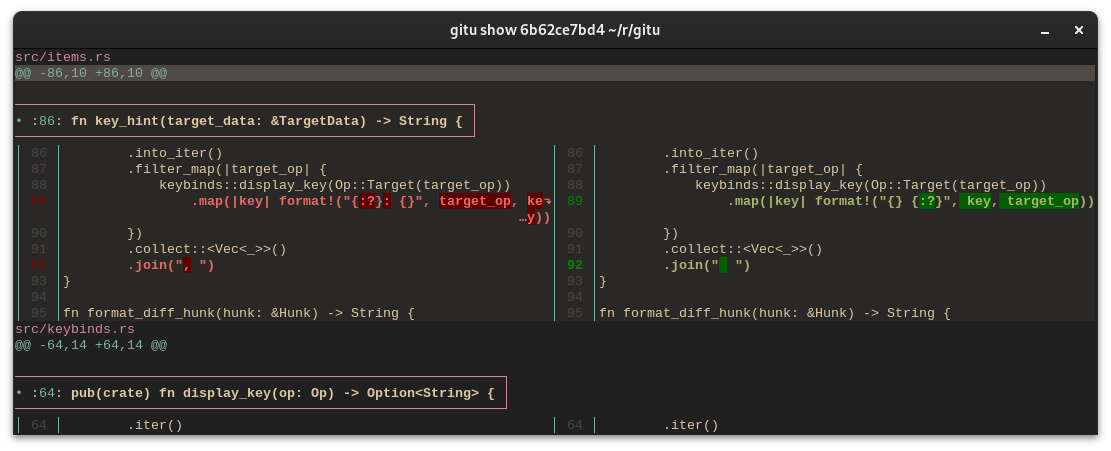 gitu show 6b62ce7bd4 ~/r/gitu
src/items.rs
@@ -86,10 +86,10 @@
• :86: fn key_hint(target_data: &TargetData) -> String {
86 .into_iter() 86 .into_iter()
87 .filter_map(|target_op| { 87 .filter_map(|target_op| {
88 keybinds::display_key(Op::Target(target_op)) 88 keybinds::display_key(Op::Target(target_op))
89 .map(|key| format!("{:?}: {}", target_op, ke↴ 89 .map(|key| format!("{} {:?}", key, target_op))
…y))
90 }) 90 })
91 .collect::<Vec<_>>() 91 .collect::<Vec<_>>()
92 .join(", ") 92 .join("  ")
93 } 93 }
94 94
95 fn format_diff_hunk(hunk: &Hunk) -> String { 95 fn format_diff_hunk(hunk: &Hunk) -> String {
src/keybinds.rs
@@ -64,14 +64,14 @@
• :64: pub(crate) fn display_key(op: Op) -> Option<String> {
64 .iter() 64 .iter()